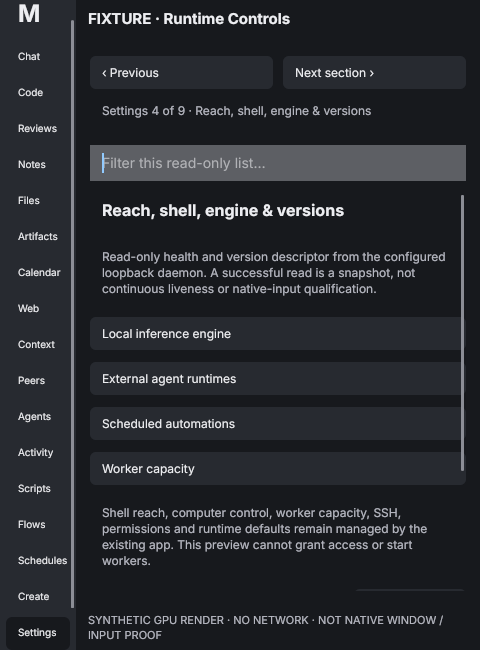 M
Chat
Code
Reviews
Notes
Files
Artifacts
Calendar
Web
Context
Peers
Agents
Activity
Scripts
Flows
Schedules
Create
Settings
FIXTURE · Runtime Controls
‹ Previous
Next section ›
Settings 4 of 9 · Reach, shell, engine & versions
Filter this read-only list...
Reach, shell, engine & versions
Read-only health and version descriptor from the configured
loopback daemon. A successful read is a snapshot, not
continuous liveness or native-input qualification.
Local inference engine
External agent runtimes
Scheduled automations
Worker capacity
Shell reach, computer control, worker capacity, SSH,
permissions and runtime defaults remain managed by the
existing app. This preview cannot grant access or start
workers.
SYNTHETIC GPU RENDER · NO NETWORK · NOT NATIVE WINDOW /
INPUT PROOF